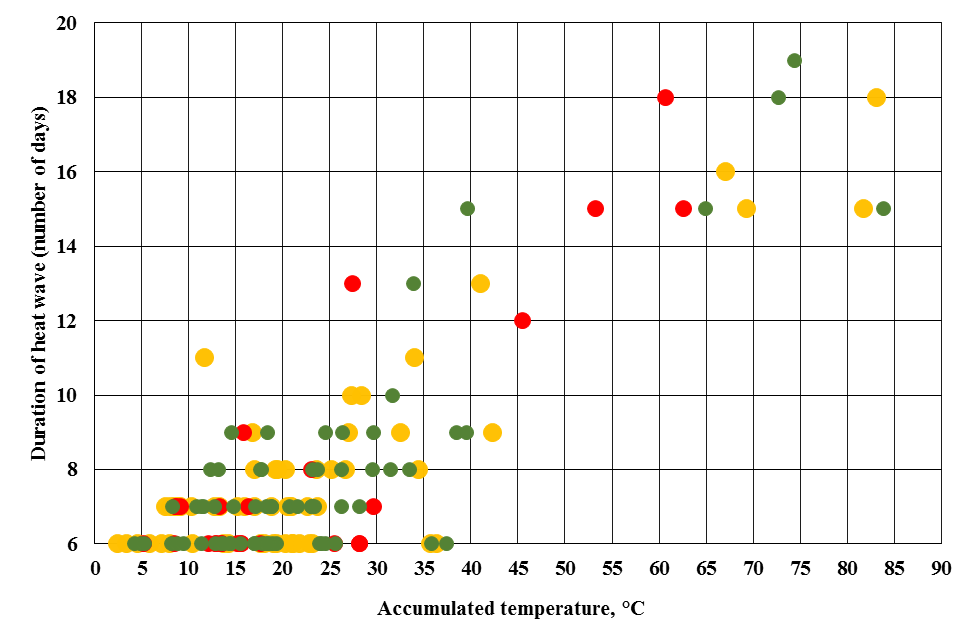 20
18
16
14
12
10
8
6
Duration of heat wave (number of days)
0 5 10 15 20 25 30 35 40 45 50 55 60 65 70 75 80 85 90
Accumulated temperature, °C